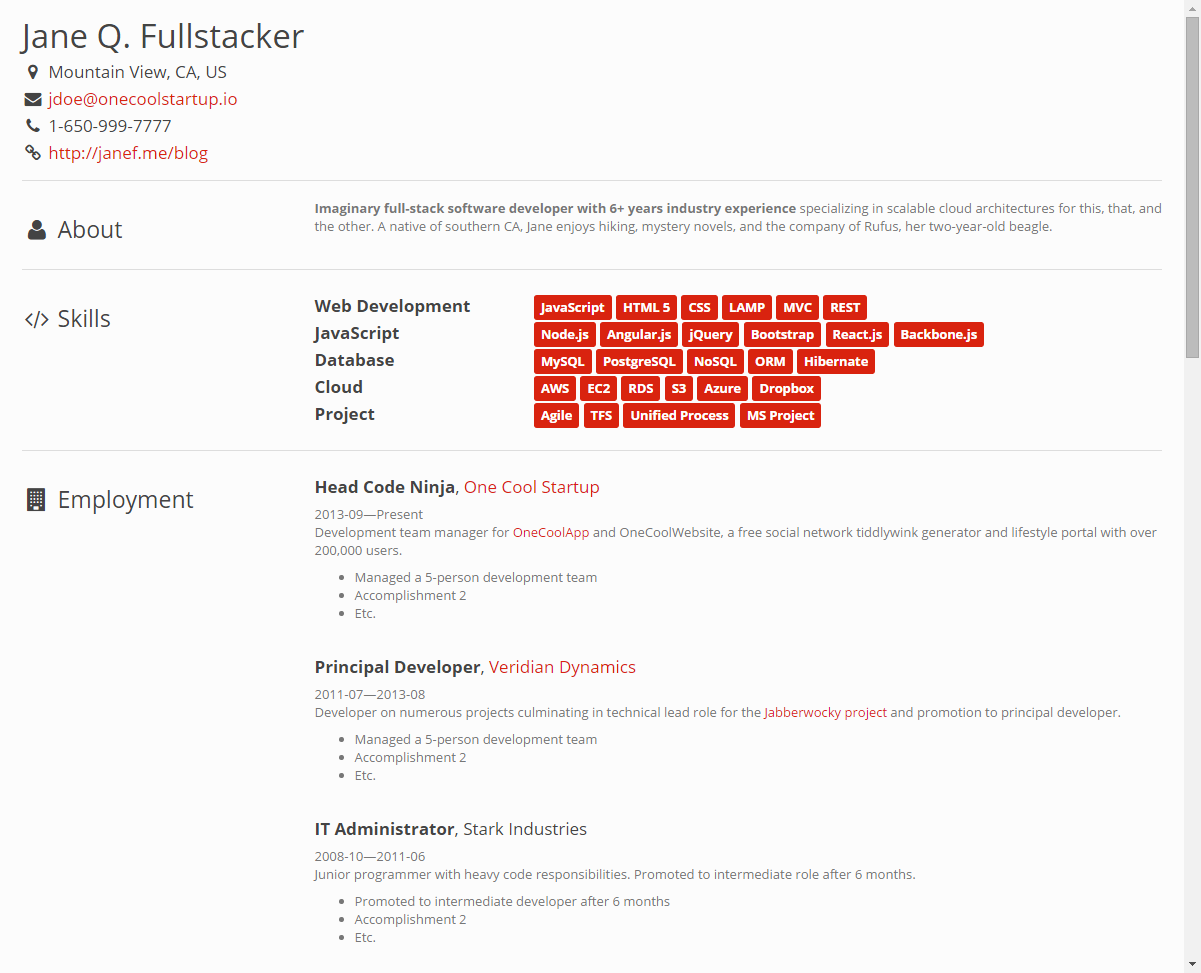 Jane Q. Fullstacker
Mountain View, CA, US
jdoe@onecoolstartup.io
1-650-999-7777
http://janef.me/blog
About
Imaginary full-stack software developer with 6+ years industry experience specializing in scalable cloud architectures for this, that, and
the other. A native of southern CA, Jane enjoys hiking, mystery novels, and the company of Rufus, her two-year-old beagle.
Skills
Web Development JavaScript HTML 5 CSS LAMP MVC REST
JavaScript Node.js Angular.js jQuery Bootstrap React.js Backbone.js
Database MySQL PostgreSQL NoSQL ORM Hibernate
Cloud AWS EC2 RDS S3 Azure Dropbox
Project Agile TFS Unified Process MS Project
Employment
Head Code Ninja, One Cool Startup
2013-09—Present
Development team manager for OneCoolApp and OneCoolWebsite, a free social network tiddlywink generator and lifestyle portal with over
200,000 users.
Managed a 5-person development team
Accomplishment 2
Etc.
Principal Developer, Veridian Dynamics
2011-07—2013-08
Developer on numerous projects culminating in technical lead role for the Jabberwocky project and promotion to principal developer.
Managed a 5-person development team
Accomplishment 2
Etc.
IT Administrator, Stark Industries
2008-10—2011-06
Junior programmer with heavy code responsibilities. Promoted to intermediate role after 6 months.
Promoted to intermediate developer after 6 months
Accomplishment 2
Etc.